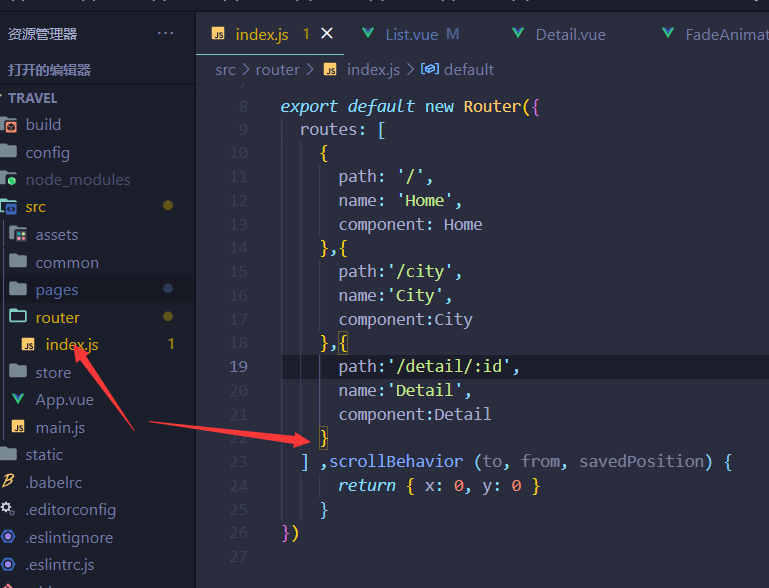 资源管理器 ···
打开的编辑器
TRAVEL
build
config
node_modules
src
assets
common
pages
router
JS index.js 1
store
App.vue
JS main.js
static
.babelrc
.editorconfig
.eslintignore
.eslintrc.js
JS index.js 1 × List.vue M Detail.vue FadeAnimat
src > router > JS index.js > default
7
8 export default new Router({
9 routes: [
10 {
11 path: '/',
12 name: 'Home',
13 component: Home
14 },{
15 path:'/city',
16 name:'City',
17 component:City
18 },{
19 path:'/detail/:id',
20 name:'Detail',
21 component:Detail
22 }
23 ] ,scrollBehavior (to, from, savedPosition) {
24 return { x: 0, y: 0 }
25 }
26 })
27